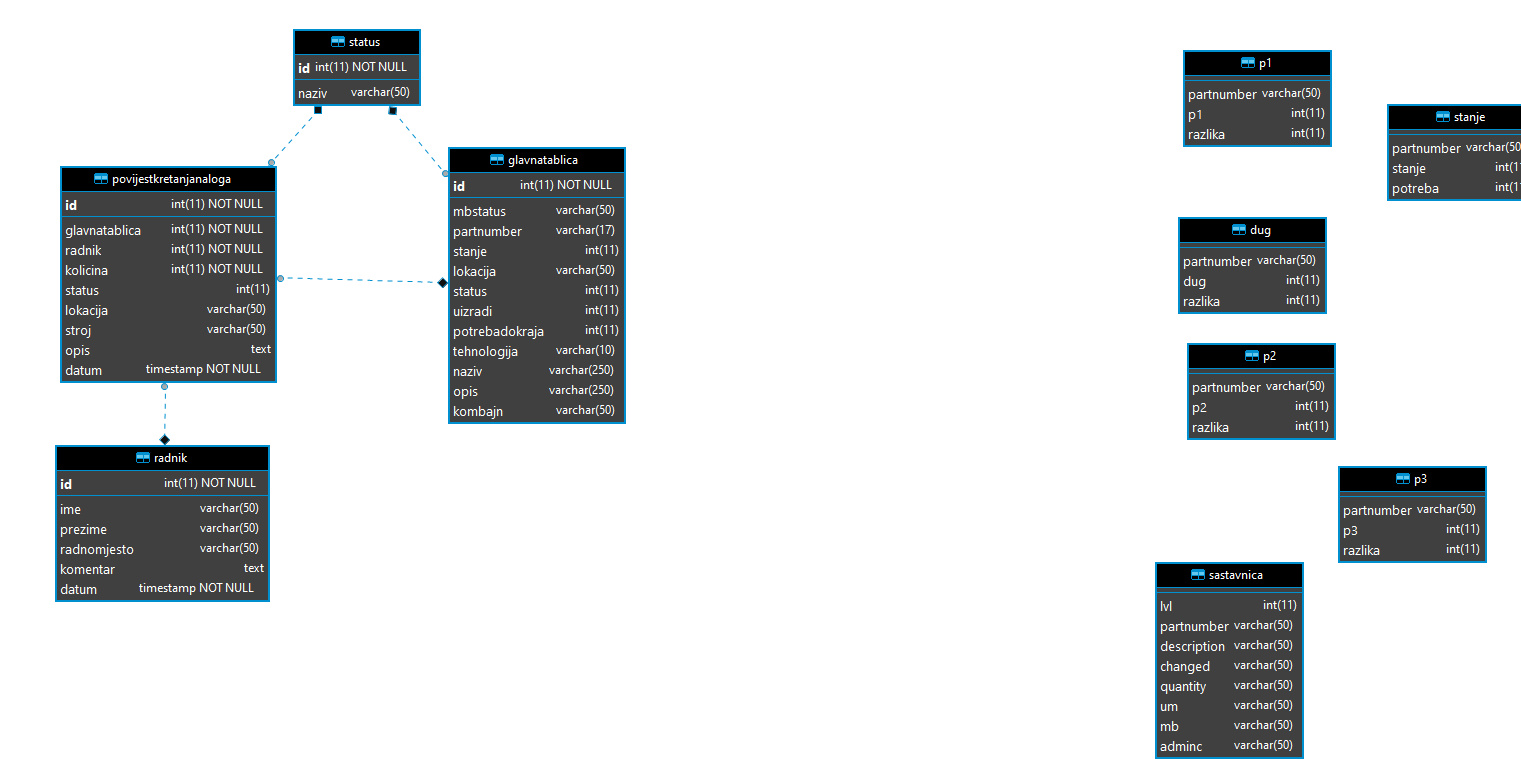 status
id int(11) NOT NULL
naziv varchar(50)
povijestkretanjanaloga
id int(11) NOT NULL
glavnatablica int(11) NOT NULL
radnik int(11) NOT NULL
kolicina int(11) NOT NULL
status int(11)
lokacija varchar(50)
stroj varchar(50)
opis text
datum timestamp NOT NULL
glavnatablica
id int(11) NOT NULL
mbstatus varchar(50)
partnumber varchar(17)
stanje int(11)
lokacija varchar(50)
status int(11)
uizradi int(11)
potrebadokraja int(11)
tehnologija varchar(10)
naziv varchar(250)
opis varchar(250)
kombajn varchar(50)
radnik
id int(11) NOT NULL
ime varchar(50)
prezime varchar(50)
radnomjesto varchar(50)
komentar text
datum timestamp NOT NULL
p1
partnumber varchar(50)
p1 int(11)
razlika int(11)
stanje
partnumber varchar(50
stanje int(1
potreba int(1
dug
partnumber varchar(50)
dug int(11)
razlika int(11)
p2
partnumber varchar(50)
p2 int(11)
razlika int(11)
p3
partnumber varchar(50)
p3 int(11)
razlika int(11)
sastavnica
lvl int(11)
partnumber varchar(50)
description varchar(50)
changed varchar(50)
quantity varchar(50)
um varchar(50)
mb varchar(50)
adminc varchar(50)